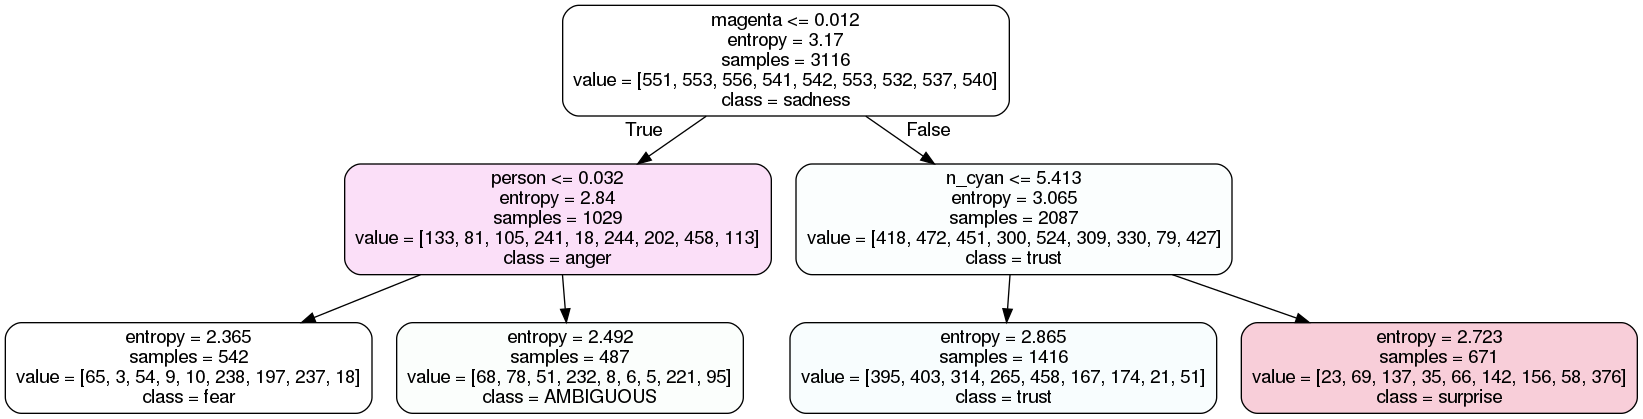 magenta <= 0.012
entropy = 3.17
samples = 3116
value = [551, 553, 556, 541, 542, 553, 532, 537, 540]
class = sadness
True
False
person <= 0.032
entropy = 2.84
samples = 1029
value = [133, 81, 105, 241, 18, 244, 202, 458, 113]
class = anger
n_cyan <= 5.413
entropy = 3.065
samples = 2087
value = [418, 472, 451, 300, 524, 309, 330, 79, 427]
class = trust
entropy = 2.365
samples = 542
value = [65, 3, 54, 9, 10, 238, 197, 237, 18]
class = fear
entropy = 2.492
samples = 487
value = [68, 78, 51, 232, 8, 6, 5, 221, 95]
class = AMBIGUOUS
entropy = 2.865
samples = 1416
value = [395, 403, 314, 265, 458, 167, 174, 21, 51]
class = trust
entropy = 2.723
samples = 671
value = [23, 69, 137, 35, 66, 142, 156, 58, 376]
class = surprise